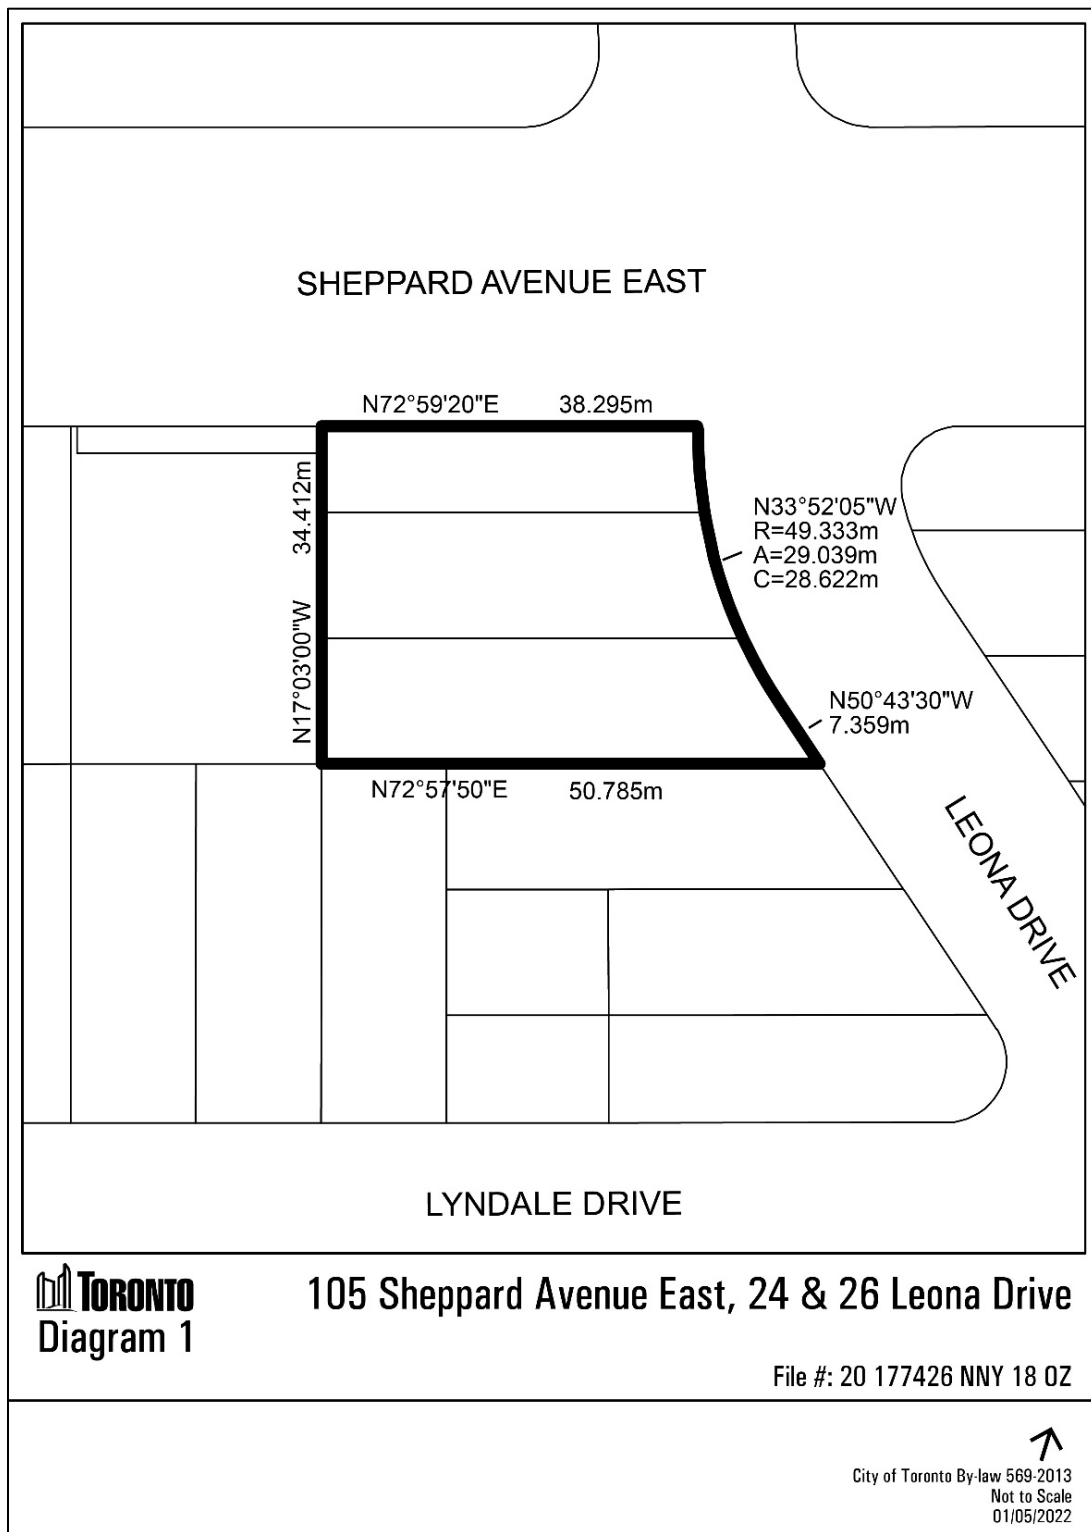 SHEPPARD AVENUE EAST
N72°59'20"E 38.295m
N17°03'00"W 34.412m
N33°52'05"W
R=49.333m
A=29.039m
C=28.622m
N50°43'30"W
7.359m
N72°57'50"E 50.785m
LEONA DRIVE
LYNDALE DRIVE
TORONTO
Diagram 1
105 Sheppard Avenue East, 24 & 26 Leona Drive
File #: 20 177426 NNY 18 OZ
City of Toronto By-law 569-2013
Not to Scale
01/05/2022